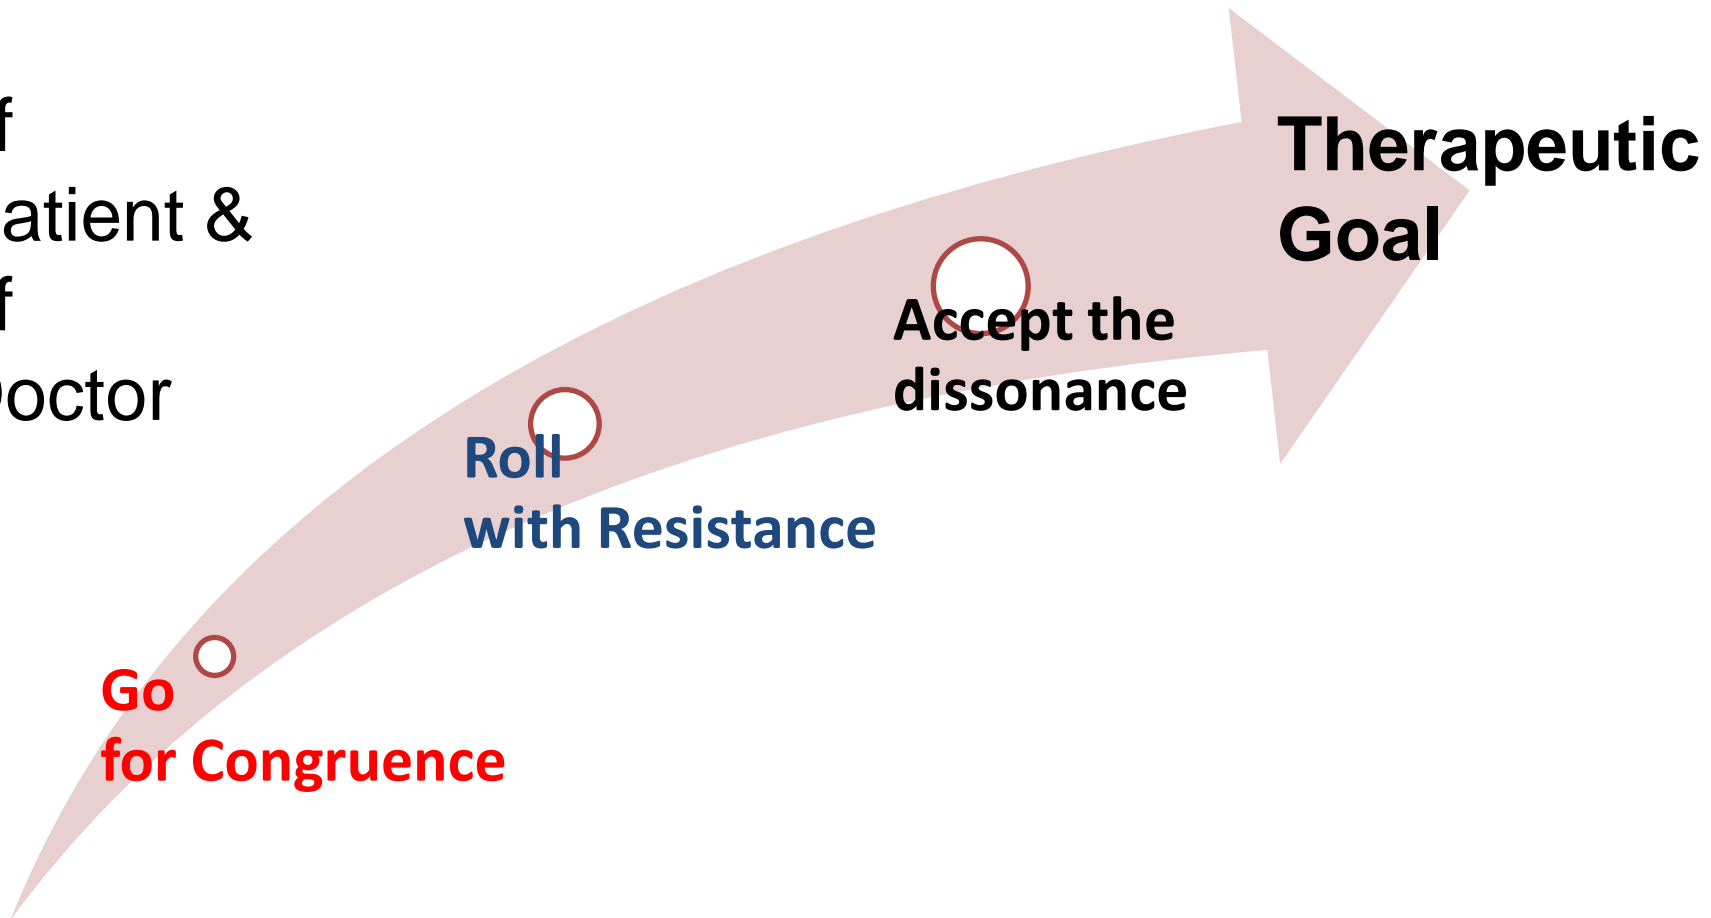 f
atient &
f
octor
Therapeutic
Goal
Accept the
dissonance
Roll
with Resistance
Go
for Congruence